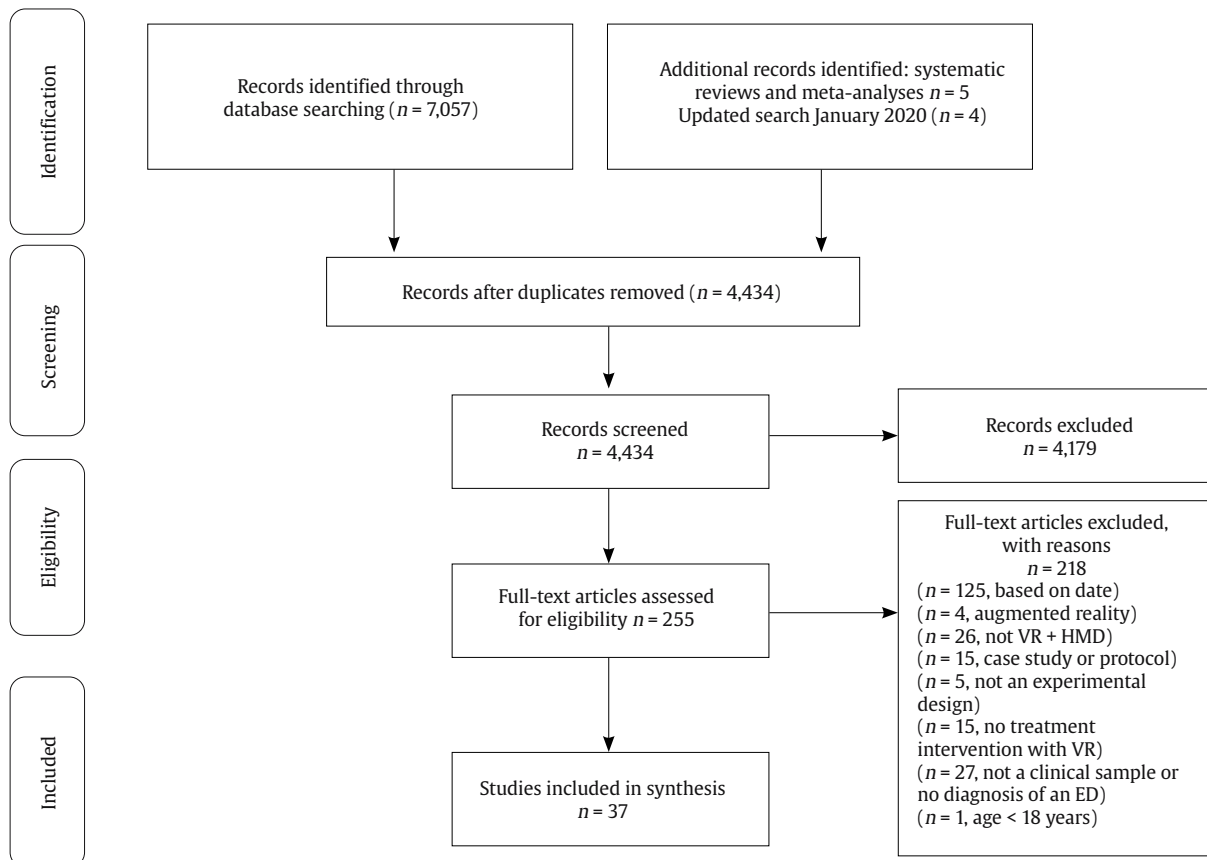 Identification
Records identified through
database searching (n = 7,057)
Additional records identified: systematic
reviews and meta-analyses n = 5
Updated search January 2020 (n = 4)
Screening
Records after duplicates removed (n = 4,434)
Records screened
n = 4,434
Records excluded
n = 4,179
Eligibility
Full-text articles assessed
for eligibility n = 255
Full-text articles excluded,
with reasons
n = 218
(n = 125, based on date)
(n = 4, augmented reality)
(n = 26, not VR + HMD)
(n = 15, case study or protocol)
(n = 5, not an experimental
design)
(n = 15, no treatment
intervention with VR)
(n = 27, not a clinical sample or
no diagnosis of an ED)
(n = 1, age < 18 years)
Included
Studies included in synthesis
n = 37